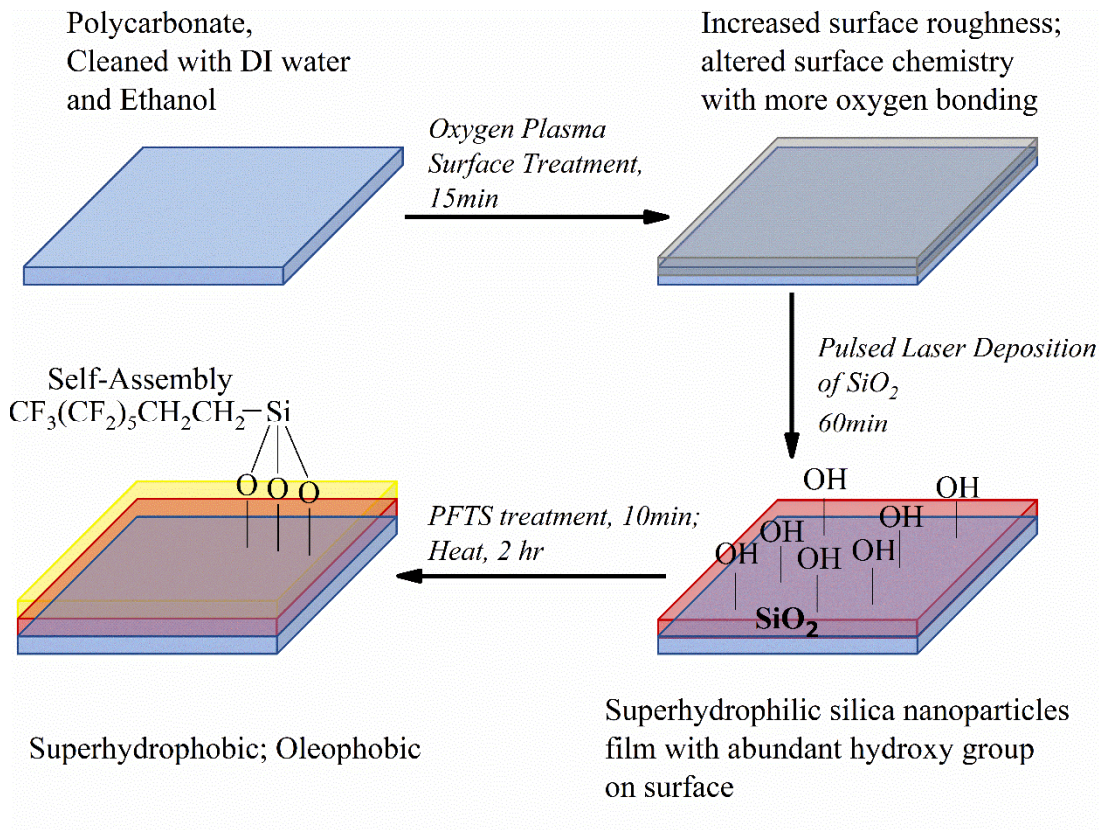 Polycarbonate,
Cleaned with DI water
and Ethanol
Oxygen Plasma
Surface Treatment,
15min
Increased surface roughness;
altered surface chemistry
with more oxygen bonding
Pulsed Laser Deposition
of SiO₂
60min
OH
OH
OH
OH
OH
OH
OH
SiO₂
Superhydrophilic silica nanoparticles
film with abundant hydroxy group
on surface
PFTS treatment, 10min;
Heat, 2 hr
Self-Assembly
CF₃(CF₂)₅CH₂CH₂–Si
O O O
Superhydrophobic; Oleophobic